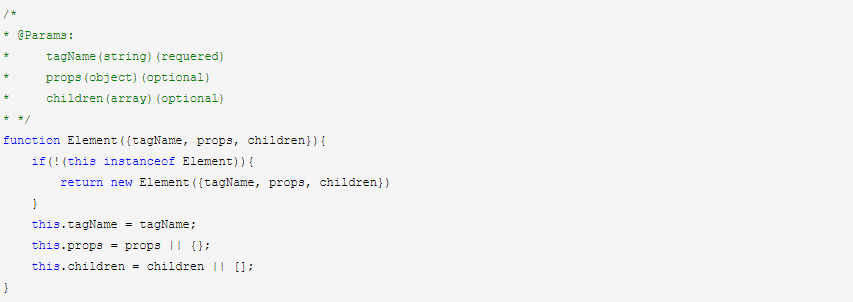 /*
* @Params:
*     tagName(string)(requered)
*     props(object)(optional)
*     children(array)(optional)
* */
function Element({tagName, props, children}){
    if(!(this instanceof Element)){
        return new Element({tagName, props, children})
    }
    this.tagName = tagName;
    this.props = props || {};
    this.children = children || [];
}